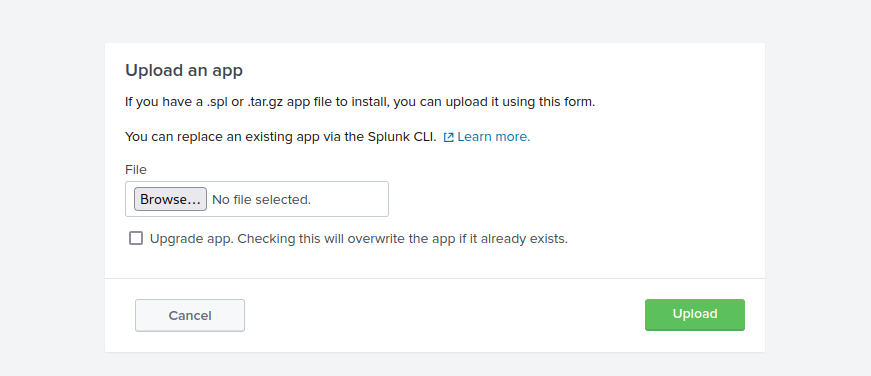 Upload an app
If you have a .spl or .tar.gz app file to install, you can upload it using this form.
You can replace an existing app via the Splunk CLI. Learn more.
File
Browse... No file selected.
Upgrade app. Checking this will overwrite the app if it already exists.
Cancel Upload